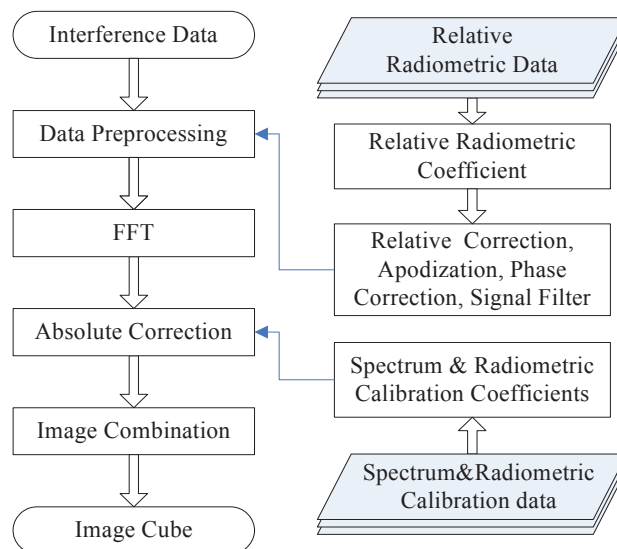 Interference Data
Data Preprocessing
FFT
Absolute Correction
Image Combination
Image Cube
Relative
Radiometric Data
Relative Radiometric
Coefficient
Relative Correction,
Apodization, Phase
Correction, Signal Filter
Spectrum & Radiometric
Calibration Coefficients
Spectrum&Radiometric
Calibration data